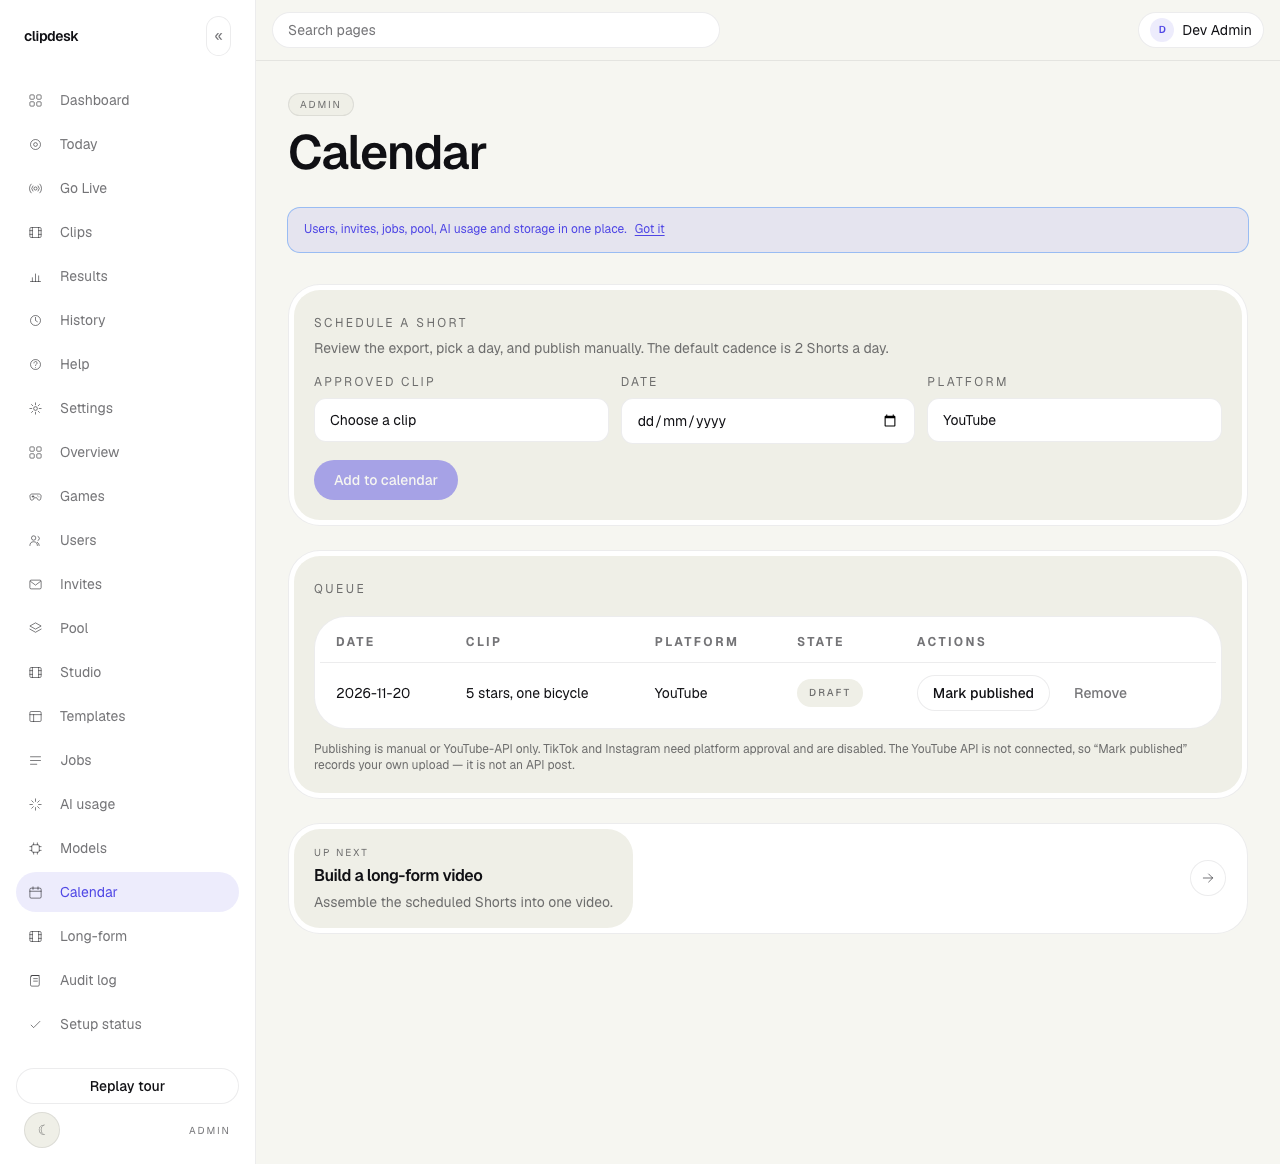 clipdesk
«
Dashboard
Today
Go Live
Clips
Results
History
Help
Settings
Overview
Games
Users
Invites
Pool
Studio
Templates
Jobs
AI usage
Models
Calendar
Long-form
Audit log
Setup status
Replay tour
ADMIN
Search pages
D Dev Admin
ADMIN
Calendar
Users, invites, jobs, pool, AI usage and storage in one place. Got it
SCHEDULE A SHORT
Review the export, pick a day, and publish manually. The default cadence is 2 Shorts a day.
APPROVED CLIP DATE PLATFORM
Choose a clip dd/mm/yyyy YouTube
Add to calendar
QUEUE
DATE CLIP PLATFORM STATE ACTIONS
2026-11-20 5 stars, one bicycle YouTube DRAFT Mark published Remove
Publishing is manual or YouTube-API only. TikTok and Instagram need platform approval and are disabled. The YouTube API is not connected, so “Mark published”
records your own upload — it is not an API post.
UP NEXT
Build a long-form video
Assemble the scheduled Shorts into one video.